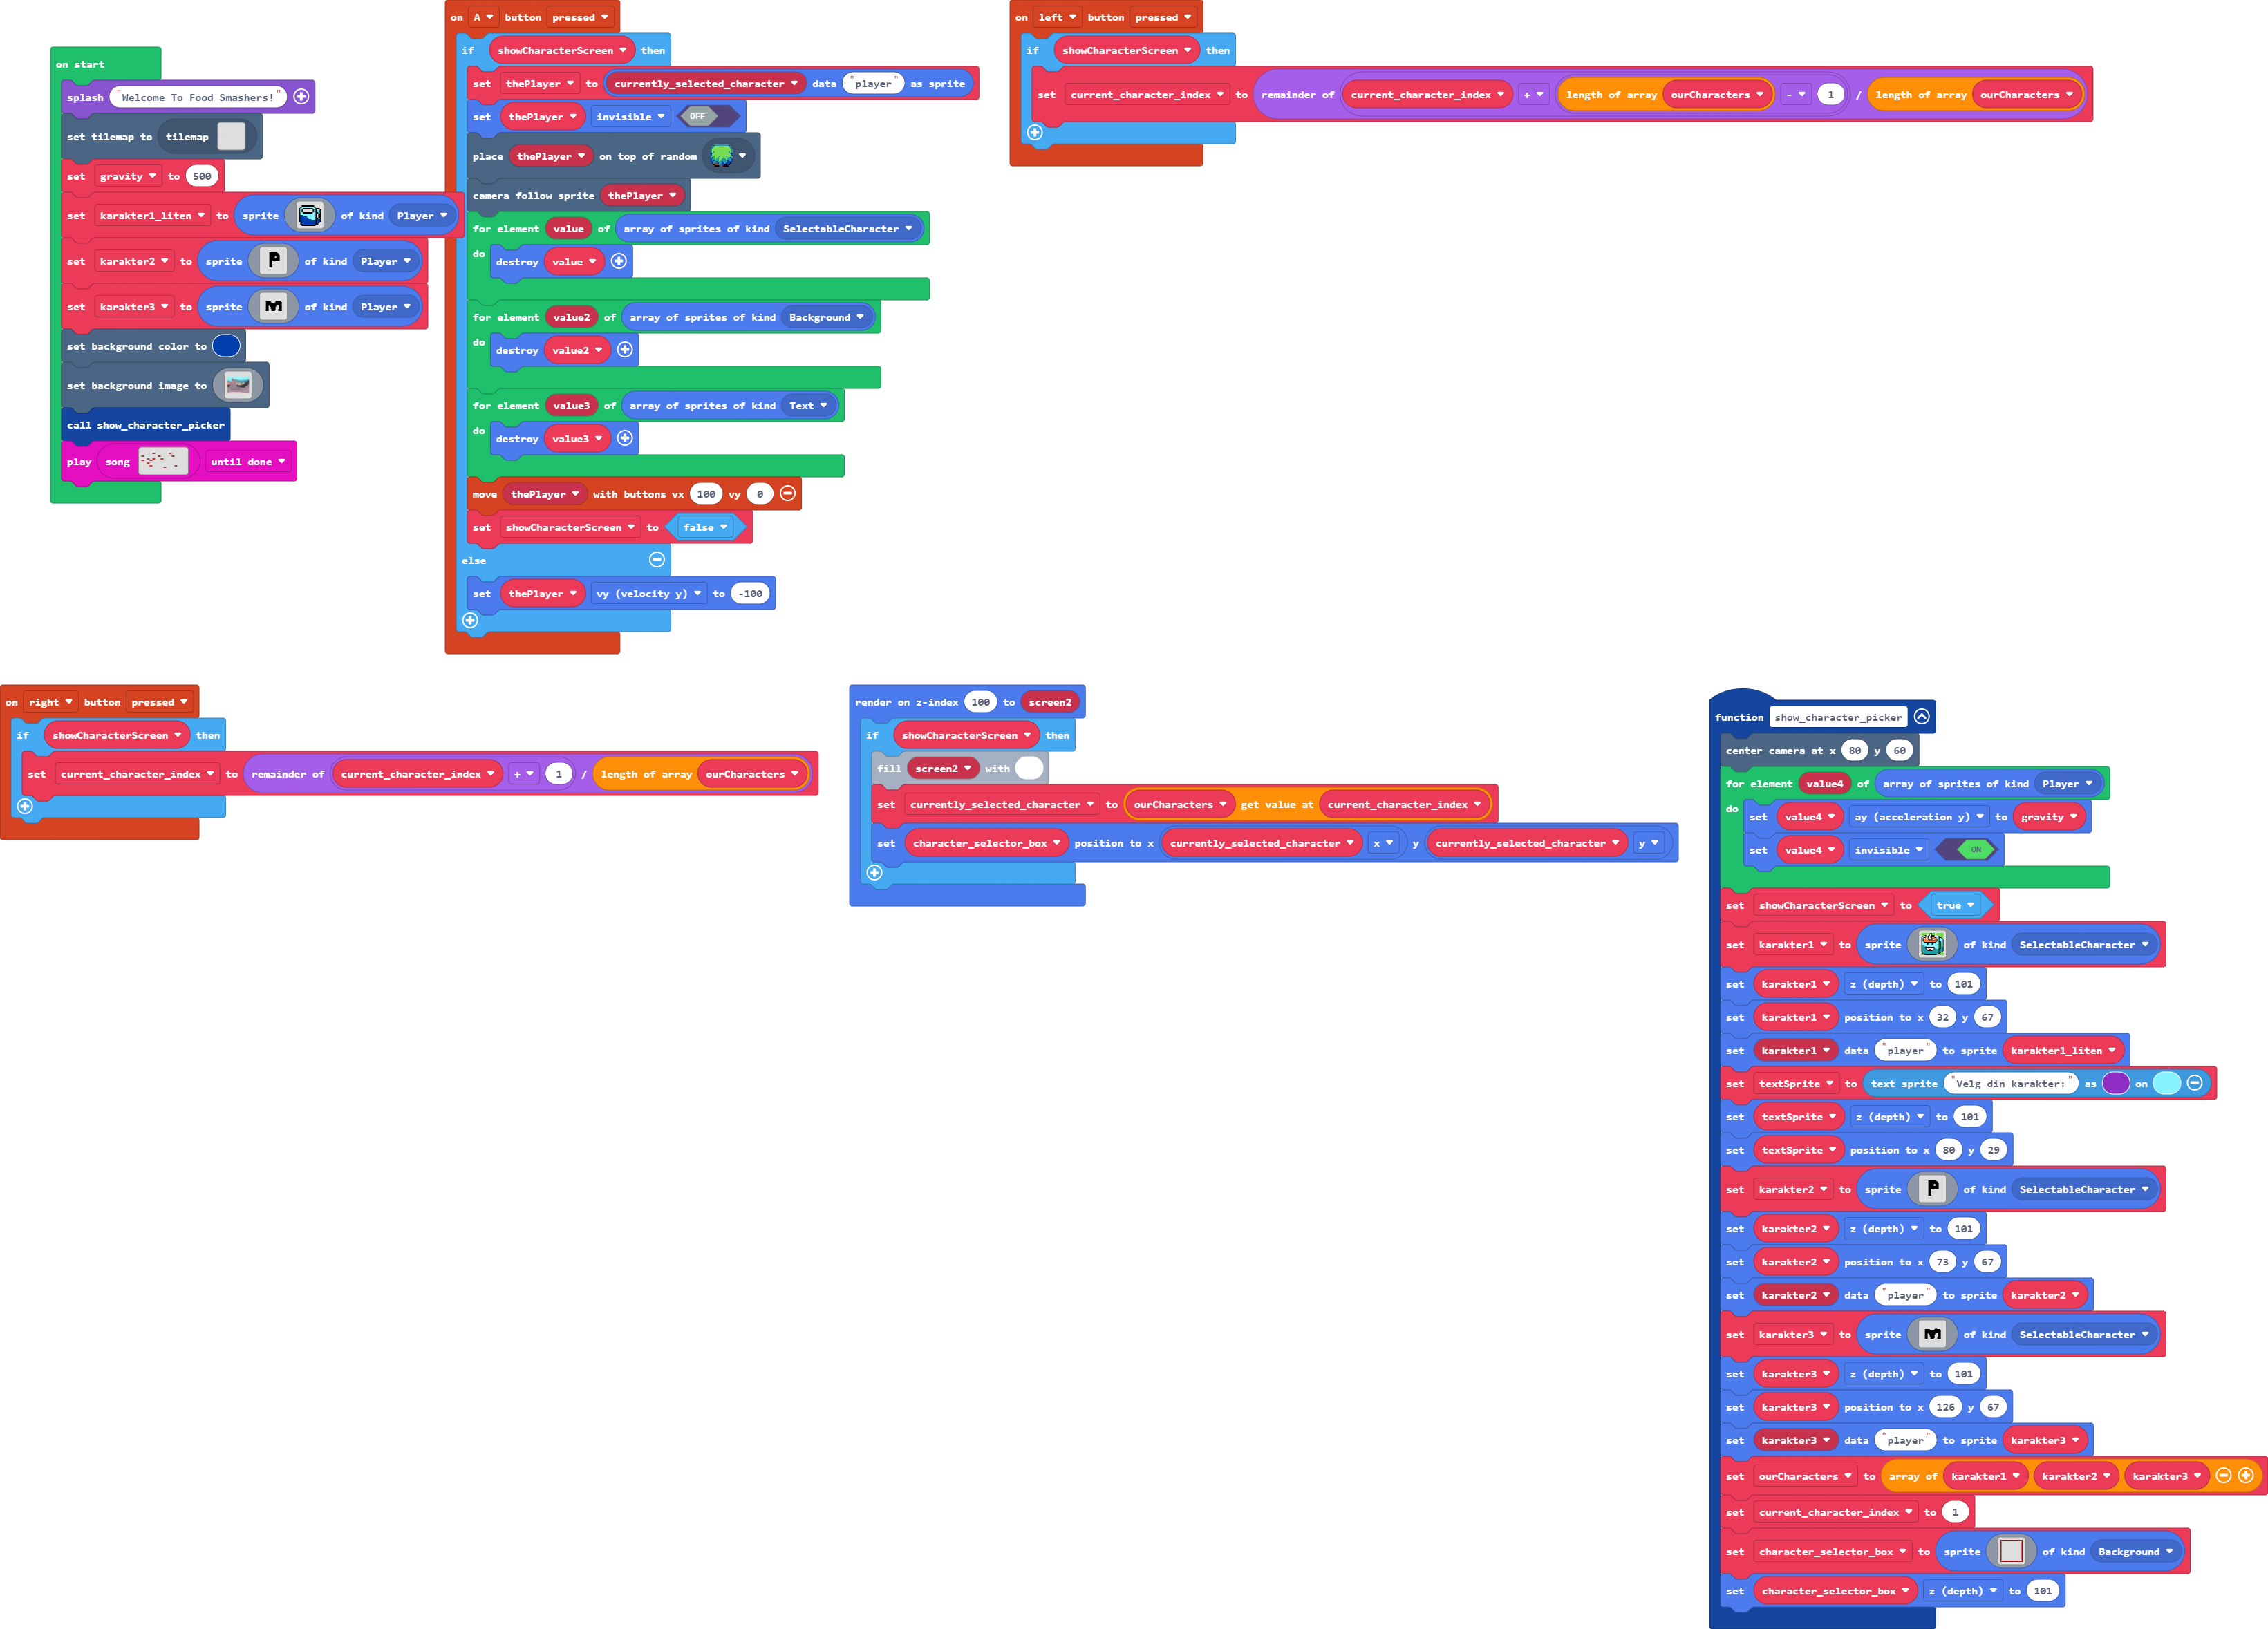 on start
splash "Welcome To Food Smashers!"
set tilemap to tilemap
set gravity to 500
set karakter1_liten to sprite of kind Player
set karakter2 to sprite P of kind Player
set karakter3 to sprite m of kind Player
set background color to
set background image to
call show_character_picker
play song until done
on A button pressed
if showCharacterScreen then
set thePlayer to currently_selected_character data "player" as sprite
set thePlayer invisible OFF
place thePlayer on top of random
camera follow sprite thePlayer
for element value of array of sprites of kind SelectableCharacter
do destroy value
for element value2 of array of sprites of kind Background
do destroy value2
for element value3 of array of sprites of kind Text
do destroy value3
move thePlayer with buttons vx 100 vy 0
set showCharacterScreen to false
else
set thePlayer vy (velocity y) to -100
on left button pressed
if showCharacterScreen then
set current_character_index to remainder of current_character_index + length of array ourCharacters - 1 / length of array ourCharacters
on right button pressed
if showCharacterScreen then
set current_character_index to remainder of current_character_index + 1 / length of array ourCharacters
render on z-index 100 to screen2
if showCharacterScreen then
fill screen2 with
set currently_selected_character to ourCharacters get value at current_character_index
set character_selector_box position to x currently_selected_character x y currently_selected_character y
function show_character_picker
center camera at x 80 y 60
for element value4 of array of sprites of kind Player
do set value4 ay (acceleration y) to gravity
set value4 invisible ON
set showCharacterScreen to true
set karakter1 to sprite of kind SelectableCharacter
set karakter1 z (depth) to 101
set karakter1 position to x 32 y 67
set karakter1 data "player" to sprite karakter1_liten
set textSprite to text sprite "Velg din karakter:" as on
set textSprite z (depth) to 101
set textSprite position to x 80 y 29
set karakter2 to sprite P of kind SelectableCharacter
set karakter2 z (depth) to 101
set karakter2 position to x 73 y 67
set karakter2 data "player" to sprite karakter2
set karakter3 to sprite m of kind SelectableCharacter
set karakter3 z (depth) to 101
set karakter3 position to x 126 y 67
set karakter3 data "player" to sprite karakter3
set ourCharacters to array of karakter1 karakter2 karakter3
set current_character_index to 1
set character_selector_box to sprite of kind Background
set character_selector_box z (depth) to 101